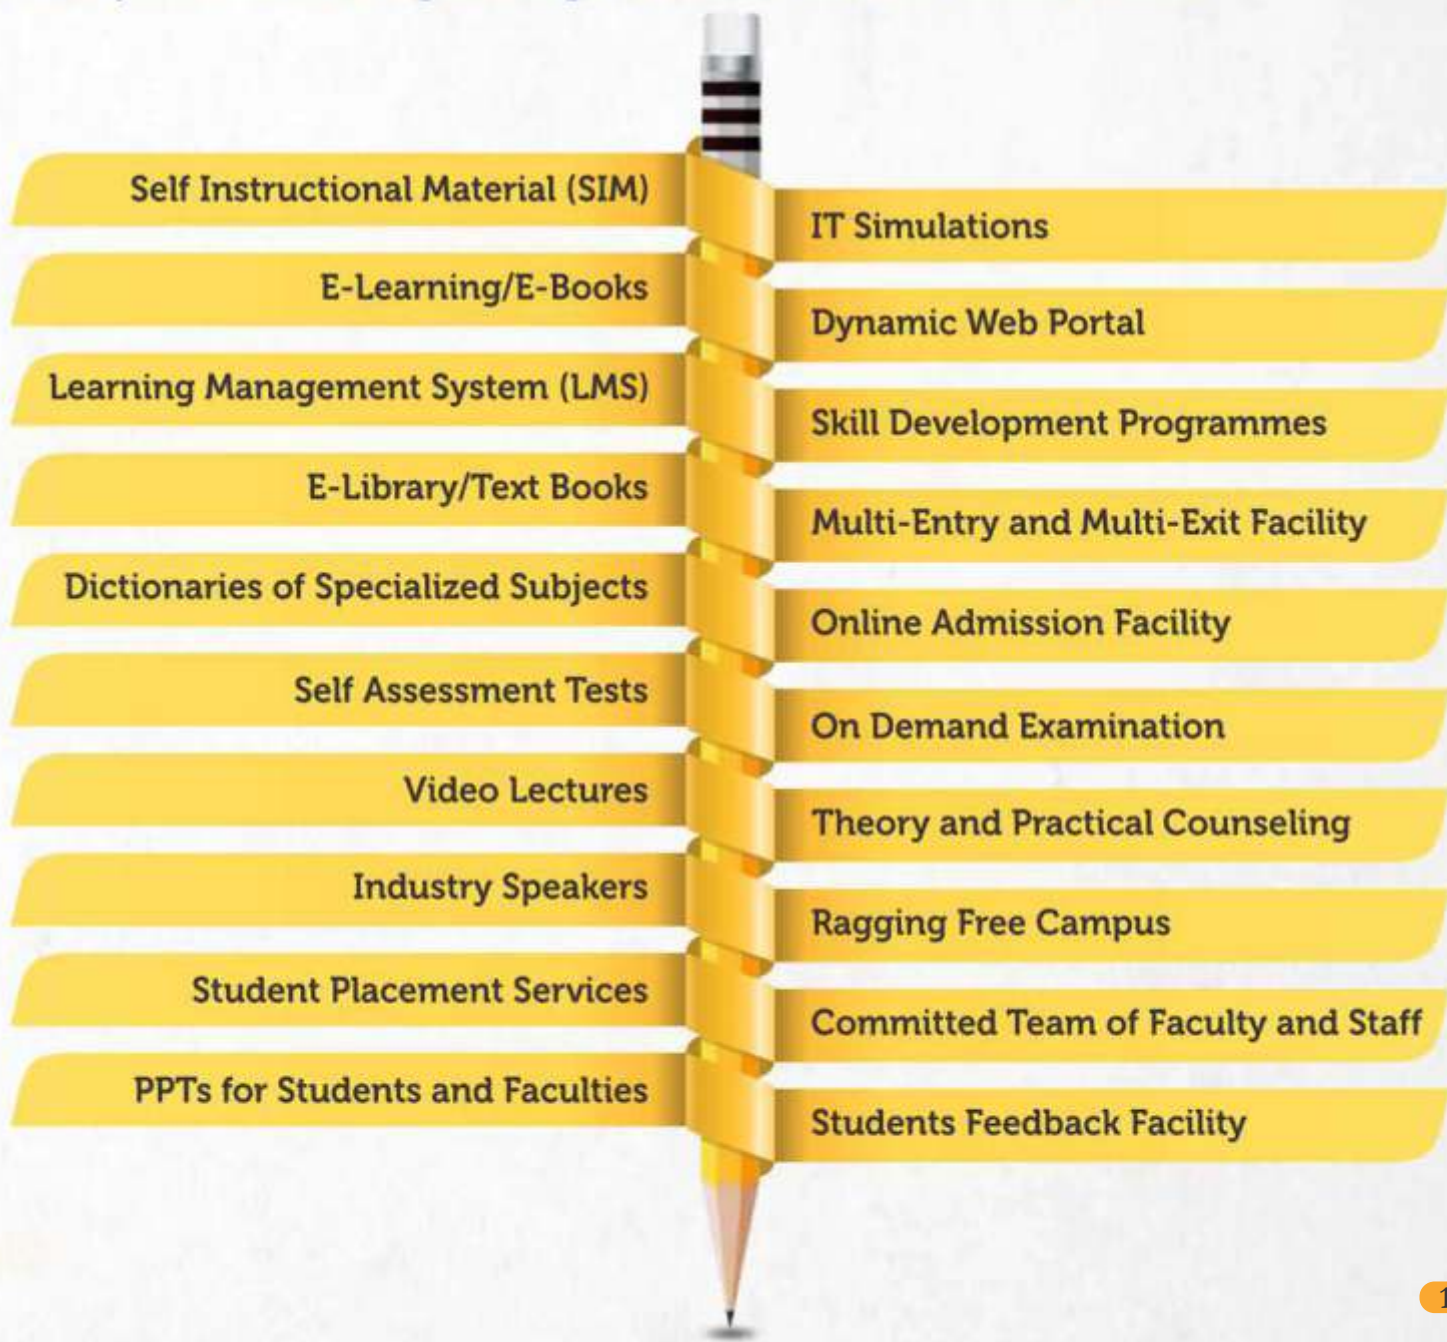 Self Instructional Material (SIM)
IT Simulations
E-Learning/E-Books
Dynamic Web Portal
Learning Management System (LMS)
Skill Development Programmes
E-Library/Text Books
Multi-Entry and Multi-Exit Facility
Dictionaries of Specialized Subjects
Online Admission Facility
Self Assessment Tests
On Demand Examination
Video Lectures
Theory and Practical Counseling
Industry Speakers
Ragging Free Campus
Student Placement Services
Committed Team of Faculty and Staff
PPTs for Students and Faculties
Students Feedback Facility